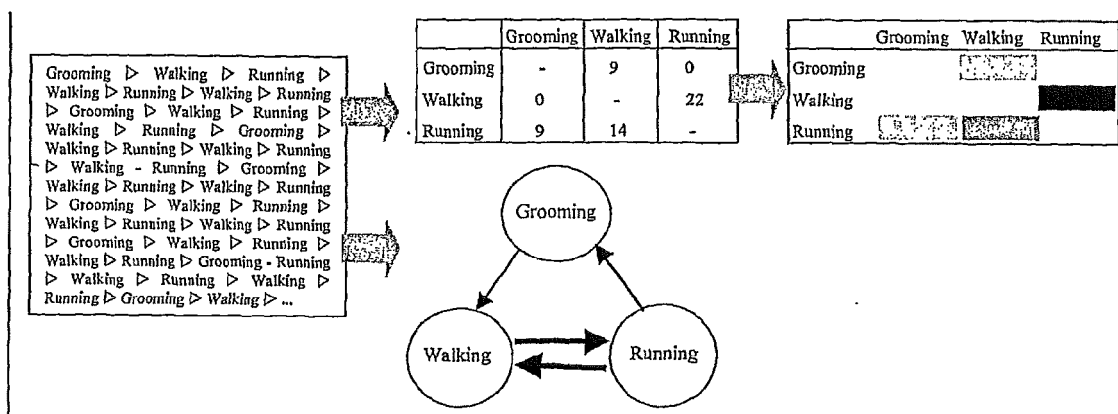 Grooming ▷ Walking ▷ Running ▷
Walking ▷ Running ▷ Walking ▷ Running
▷ Grooming ▷ Walking ▷ Running ▷
Walking ▷ Running ▷ Grooming ▷
Walking ▷ Running ▷ Walking ▷ Running
▷ Walking - Running ▷ Grooming ▷
Walking ▷ Running ▷ Walking ▷ Running
▷ Grooming ▷ Walking ▷ Running ▷
Walking ▷ Running ▷ Walking ▷ Running
▷ Grooming ▷ Walking ▷ Running ▷
Walking ▷ Running ▷ Grooming - Running
▷ Walking ▷ Running ▷ Walking ▷
Running ▷ Grooming ▷ Walking ▷ ...
Grooming Walking Running
Grooming - 9 0
Walking 0 - 22
Running 9 14 -
Grooming Walking Running
Grooming
Walking
Running
Grooming
Walking
Running